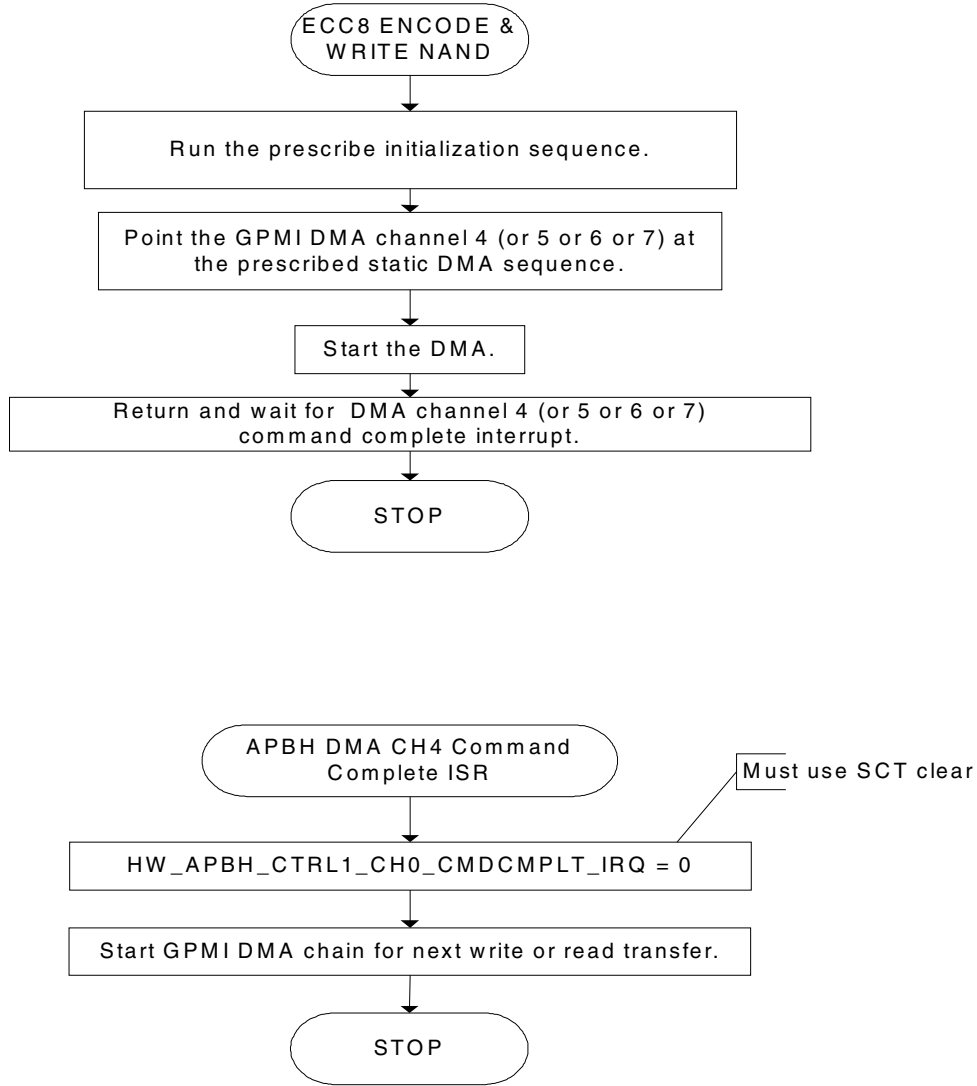 ECC8 ENCODE &
WRITE NAND
Run the prescribe initialization sequence.
Point the GPMI DMA channel 4 (or 5 or 6 or 7) at
the prescribed static DMA sequence.
Start the DMA.
Return and wait for DMA channel 4 (or 5 or 6 or 7)
command complete interrupt.
STOP
APBH DMA CH4 Command
Complete ISR
Must use SCT clear
HW_APBH_CTRL1_CH0_CMDCMPLT_IRQ = 0
Start GPMI DMA chain for next write or read transfer.
STOP